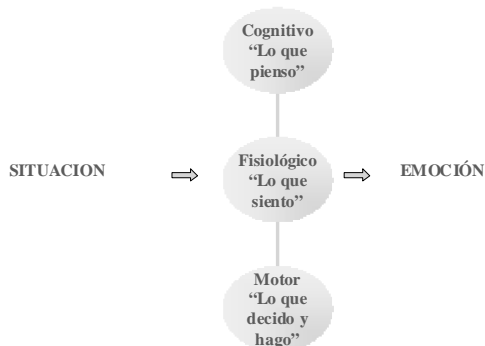 Cognitivo
“Lo que
pienso”
SITUACION
Fisiológico
“Lo que
siento”
EMOCIÓN
Motor
“Lo que
decido y
hago”